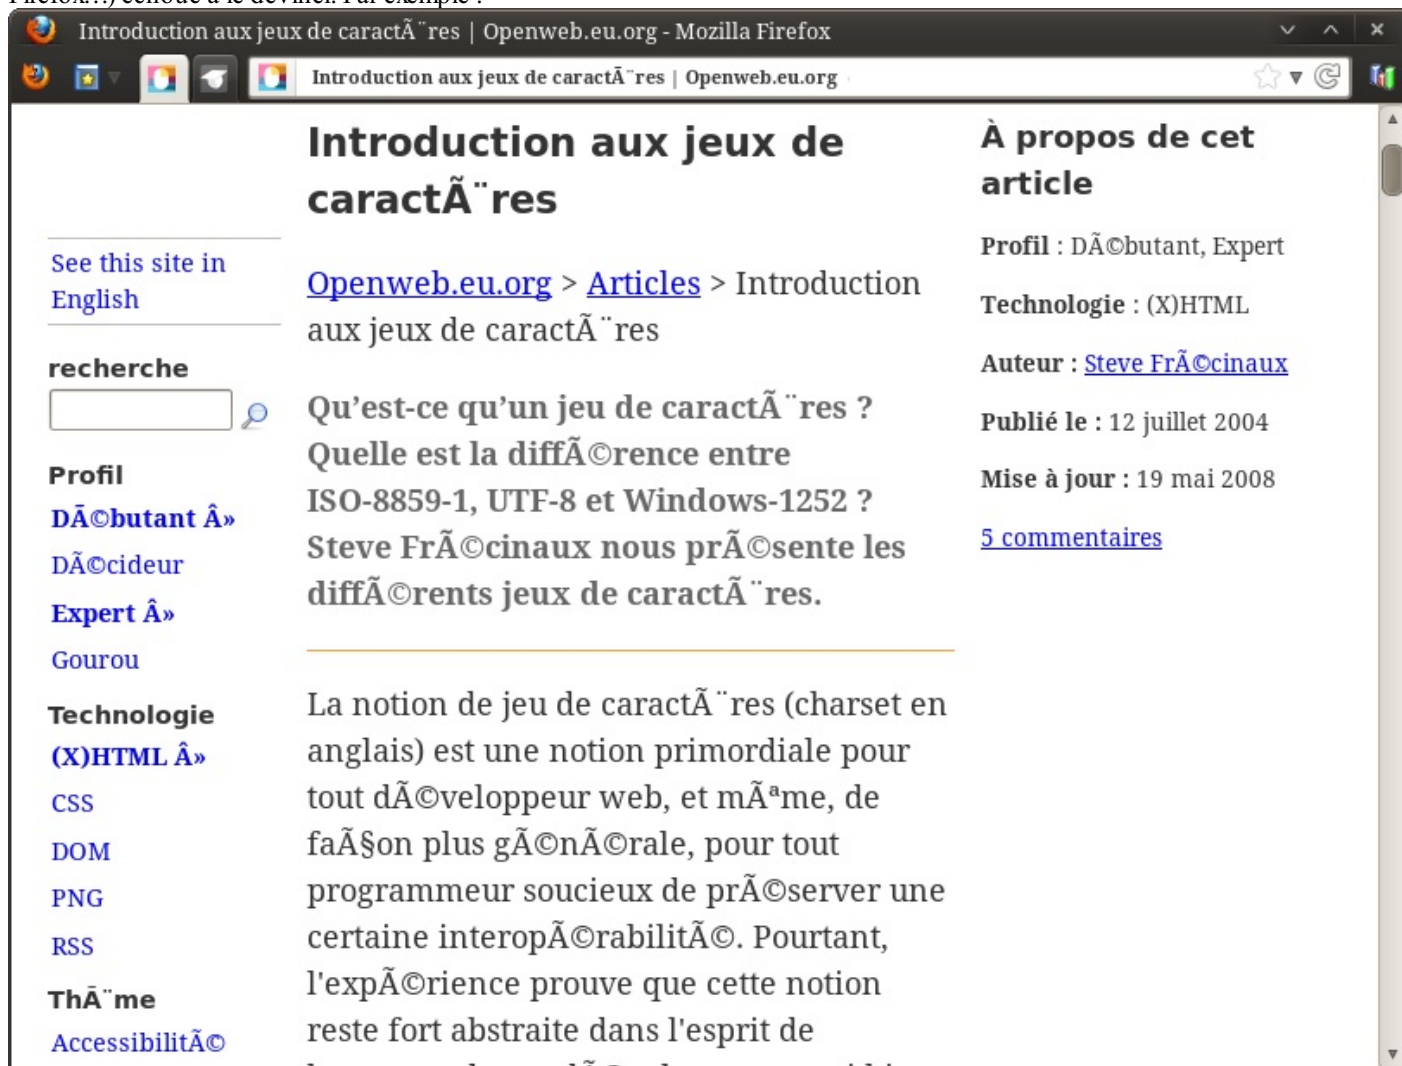 Introduction aux jeux de caractÃ¨res | Openweb.eu.org - Mozilla Firefox
Introduction aux jeux de caractÃ¨res | Openweb.eu.org
See this site in
English
recherche
Profil
DÃ©butant Â»
DÃ©cideur
Expert Â»
Gourou
Technologie
(X)HTML Â»
CSS
DOM
PNG
RSS
ThÃ¨me
AccessibilitÃ©
Introduction aux jeux de
caractÃ¨res
Openweb.eu.org > Articles > Introduction
aux jeux de caractÃ¨res
Qu’est-ce qu’un jeu de caractÃ¨res ?
Quelle est la diffÃ©rence entre
ISO-8859-1, UTF-8 et Windows-1252 ?
Steve FrÃ©cinaux nous prÃ©sente les
diffÃ©rents jeux de caractÃ¨res.
La notion de jeu de caractÃ¨res (charset en
anglais) est une notion primordiale pour
tout dÃ©veloppeur web, et mÃªme, de
faÃ§on plus gÃ©nÃ©rale, pour tout
programmeur soucieux de prÃ©server une
certaine interopÃ©rabilitÃ©. Pourtant,
l'expÃ©rience prouve que cette notion
reste fort abstraite dans l'esprit de
À propos de cet
article
Profil : DÃ©butant, Expert
Technologie : (X)HTML
Auteur : Steve FrÃ©cinaux
Publié le : 12 juillet 2004
Mise à jour : 19 mai 2008
5 commentaires